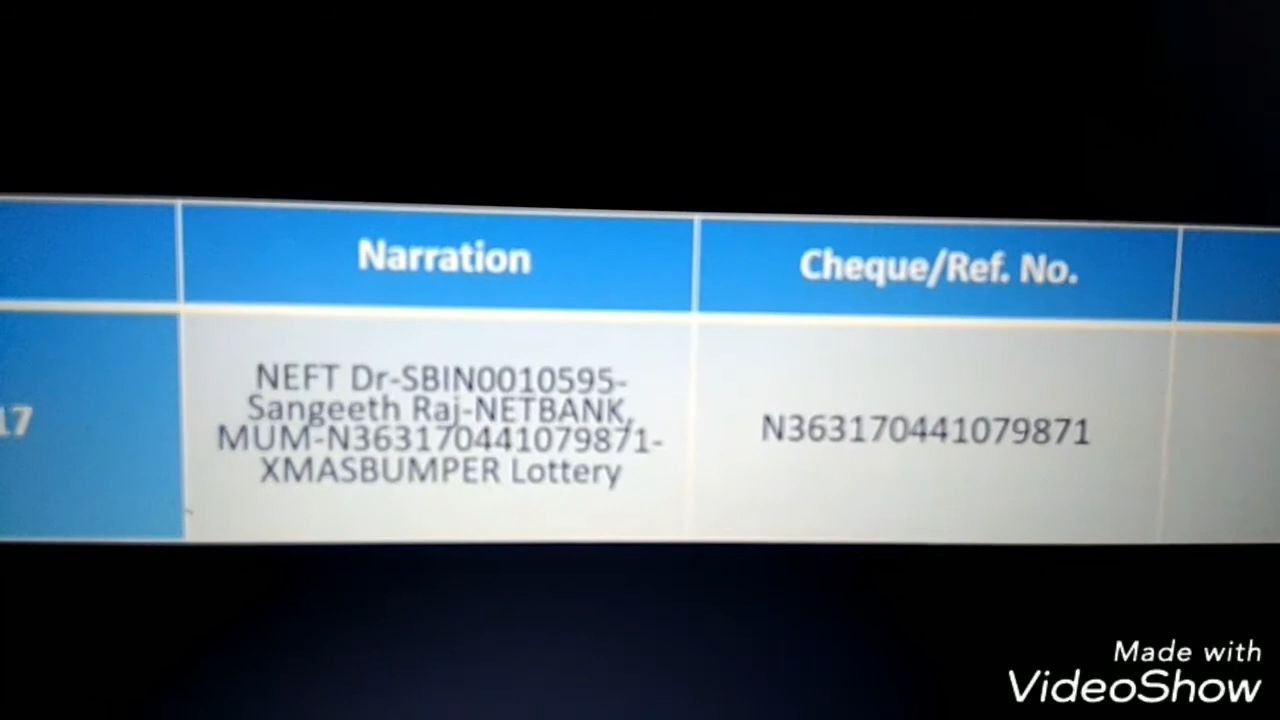 Narration
Cheque/Ref. No.
17
NEFT Dr-SBIN0010595-
Sangeeth Raj-NETBANK,
MUM-N363170441079871-
XMASBUMPER Lottery
N363170441079871
Made with
VideoShow